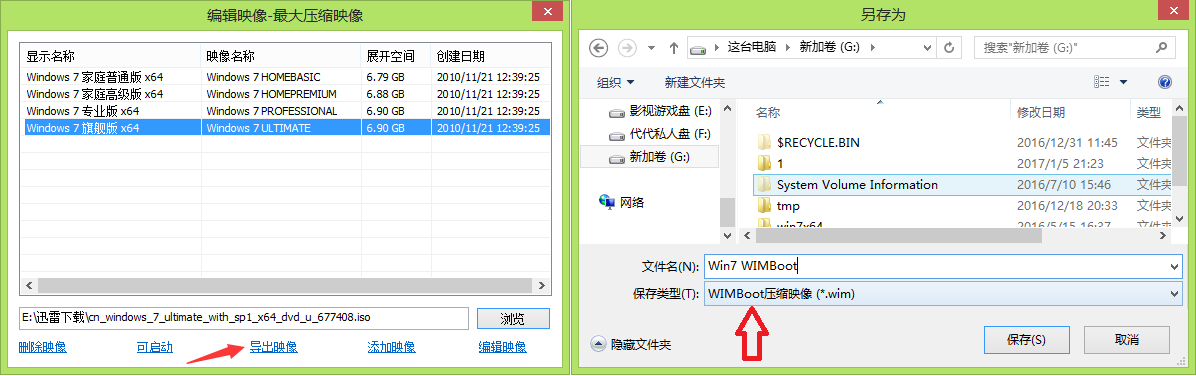 编辑映像-最大压缩映像
显示名称 映像名称 展开空间 创建日期
Windows 7 家庭普通版 x64 Windows 7 HOMEBASIC 6.79 GB 2010/11/21 12:39:25
Windows 7 家庭高级版 x64 Windows 7 HOMEPREMIUM 6.88 GB 2010/11/21 12:39:25
Windows 7 专业版 x64 Windows 7 PROFESSIONAL 6.90 GB 2010/11/21 12:39:25
Windows 7 旗舰版 x64 Windows 7 ULTIMATE 6.90 GB 2010/11/21 12:39:25
E:\迅雷下载\cn_windows_7_ultimate_with_sp1_x64_dvd_u_677408.iso 浏览
删除映像 可启动 导出映像 添加映像 编辑映像
另存为
这台电脑 新加卷 (G:) 搜索"新加卷 (G:)"
组织 新建文件夹
影视游戏盘 (E:)
代代私人盘 (F:)
新加卷 (G:)
网络
名称 修改日期 类型
$RECYCLE.BIN 2016/12/31 11:45 文件夹
1 2017/1/5 21:23 文件夹
System Volume Information 2016/7/10 15:46 文件夹
tmp 2016/12/18 20:33 文件夹
win7x64 2016/5/15 16:37 文件夹
文件名(N): Win7 WIMBoot
保存类型(T): WIMBoot压缩映像 (*.wim)
隐藏文件夹 保存(S) 取消